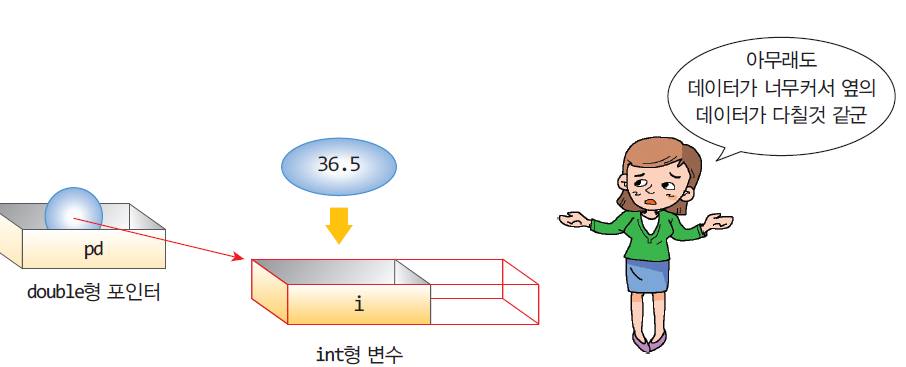 아무래도
데이터가 너무커서 옆의
데이터가 다칠것 같군
36.5
pd
double형 포인터
i
int형 변수